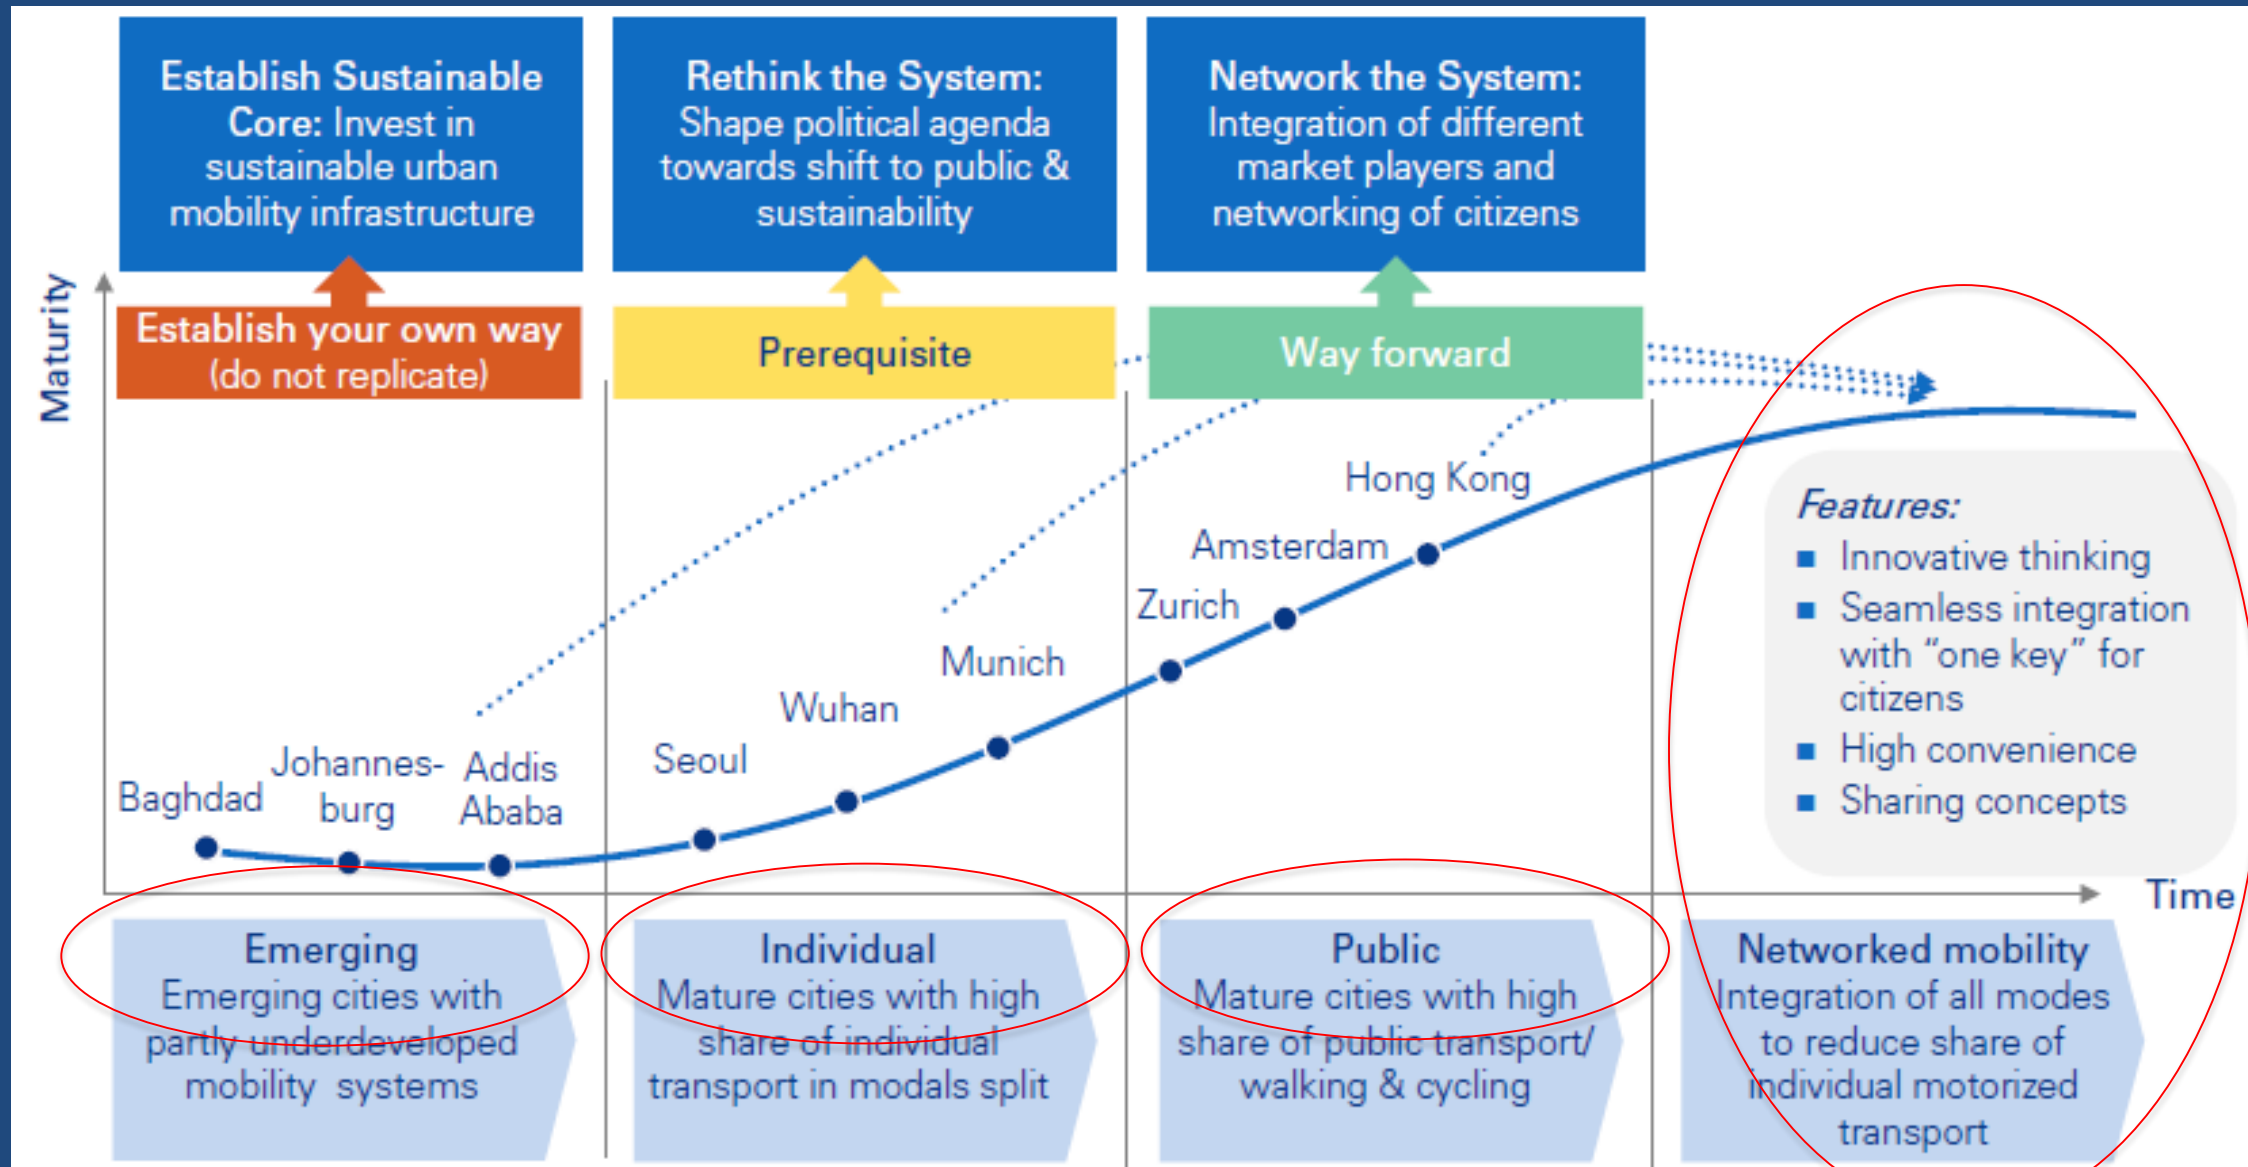 Establish Sustainable
Core: Invest in
sustainable urban
mobility infrastructure
Rethink the System:
Shape political agenda
towards shift to public &
sustainability
Network the System:
Integration of different
market players and
networking of citizens
Maturity
Establish your own way
(do not replicate)
Prerequisite
Way forward
Baghdad
Johannes-
burg
Addis
Ababa
Seoul
Wuhan
Munich
Zurich
Amsterdam
Hong Kong
Features:
■ Innovative thinking
■ Seamless integration
with “one key” for
citizens
■ High convenience
■ Sharing concepts
Time
Emerging
Emerging cities with
partly underdeveloped
mobility systems
Individual
Mature cities with high
share of individual
transport in modals split
Public
Mature cities with high
share of public transport/
walking & cycling
Networked mobility
Integration of all modes
to reduce share of
individual motorized
transport